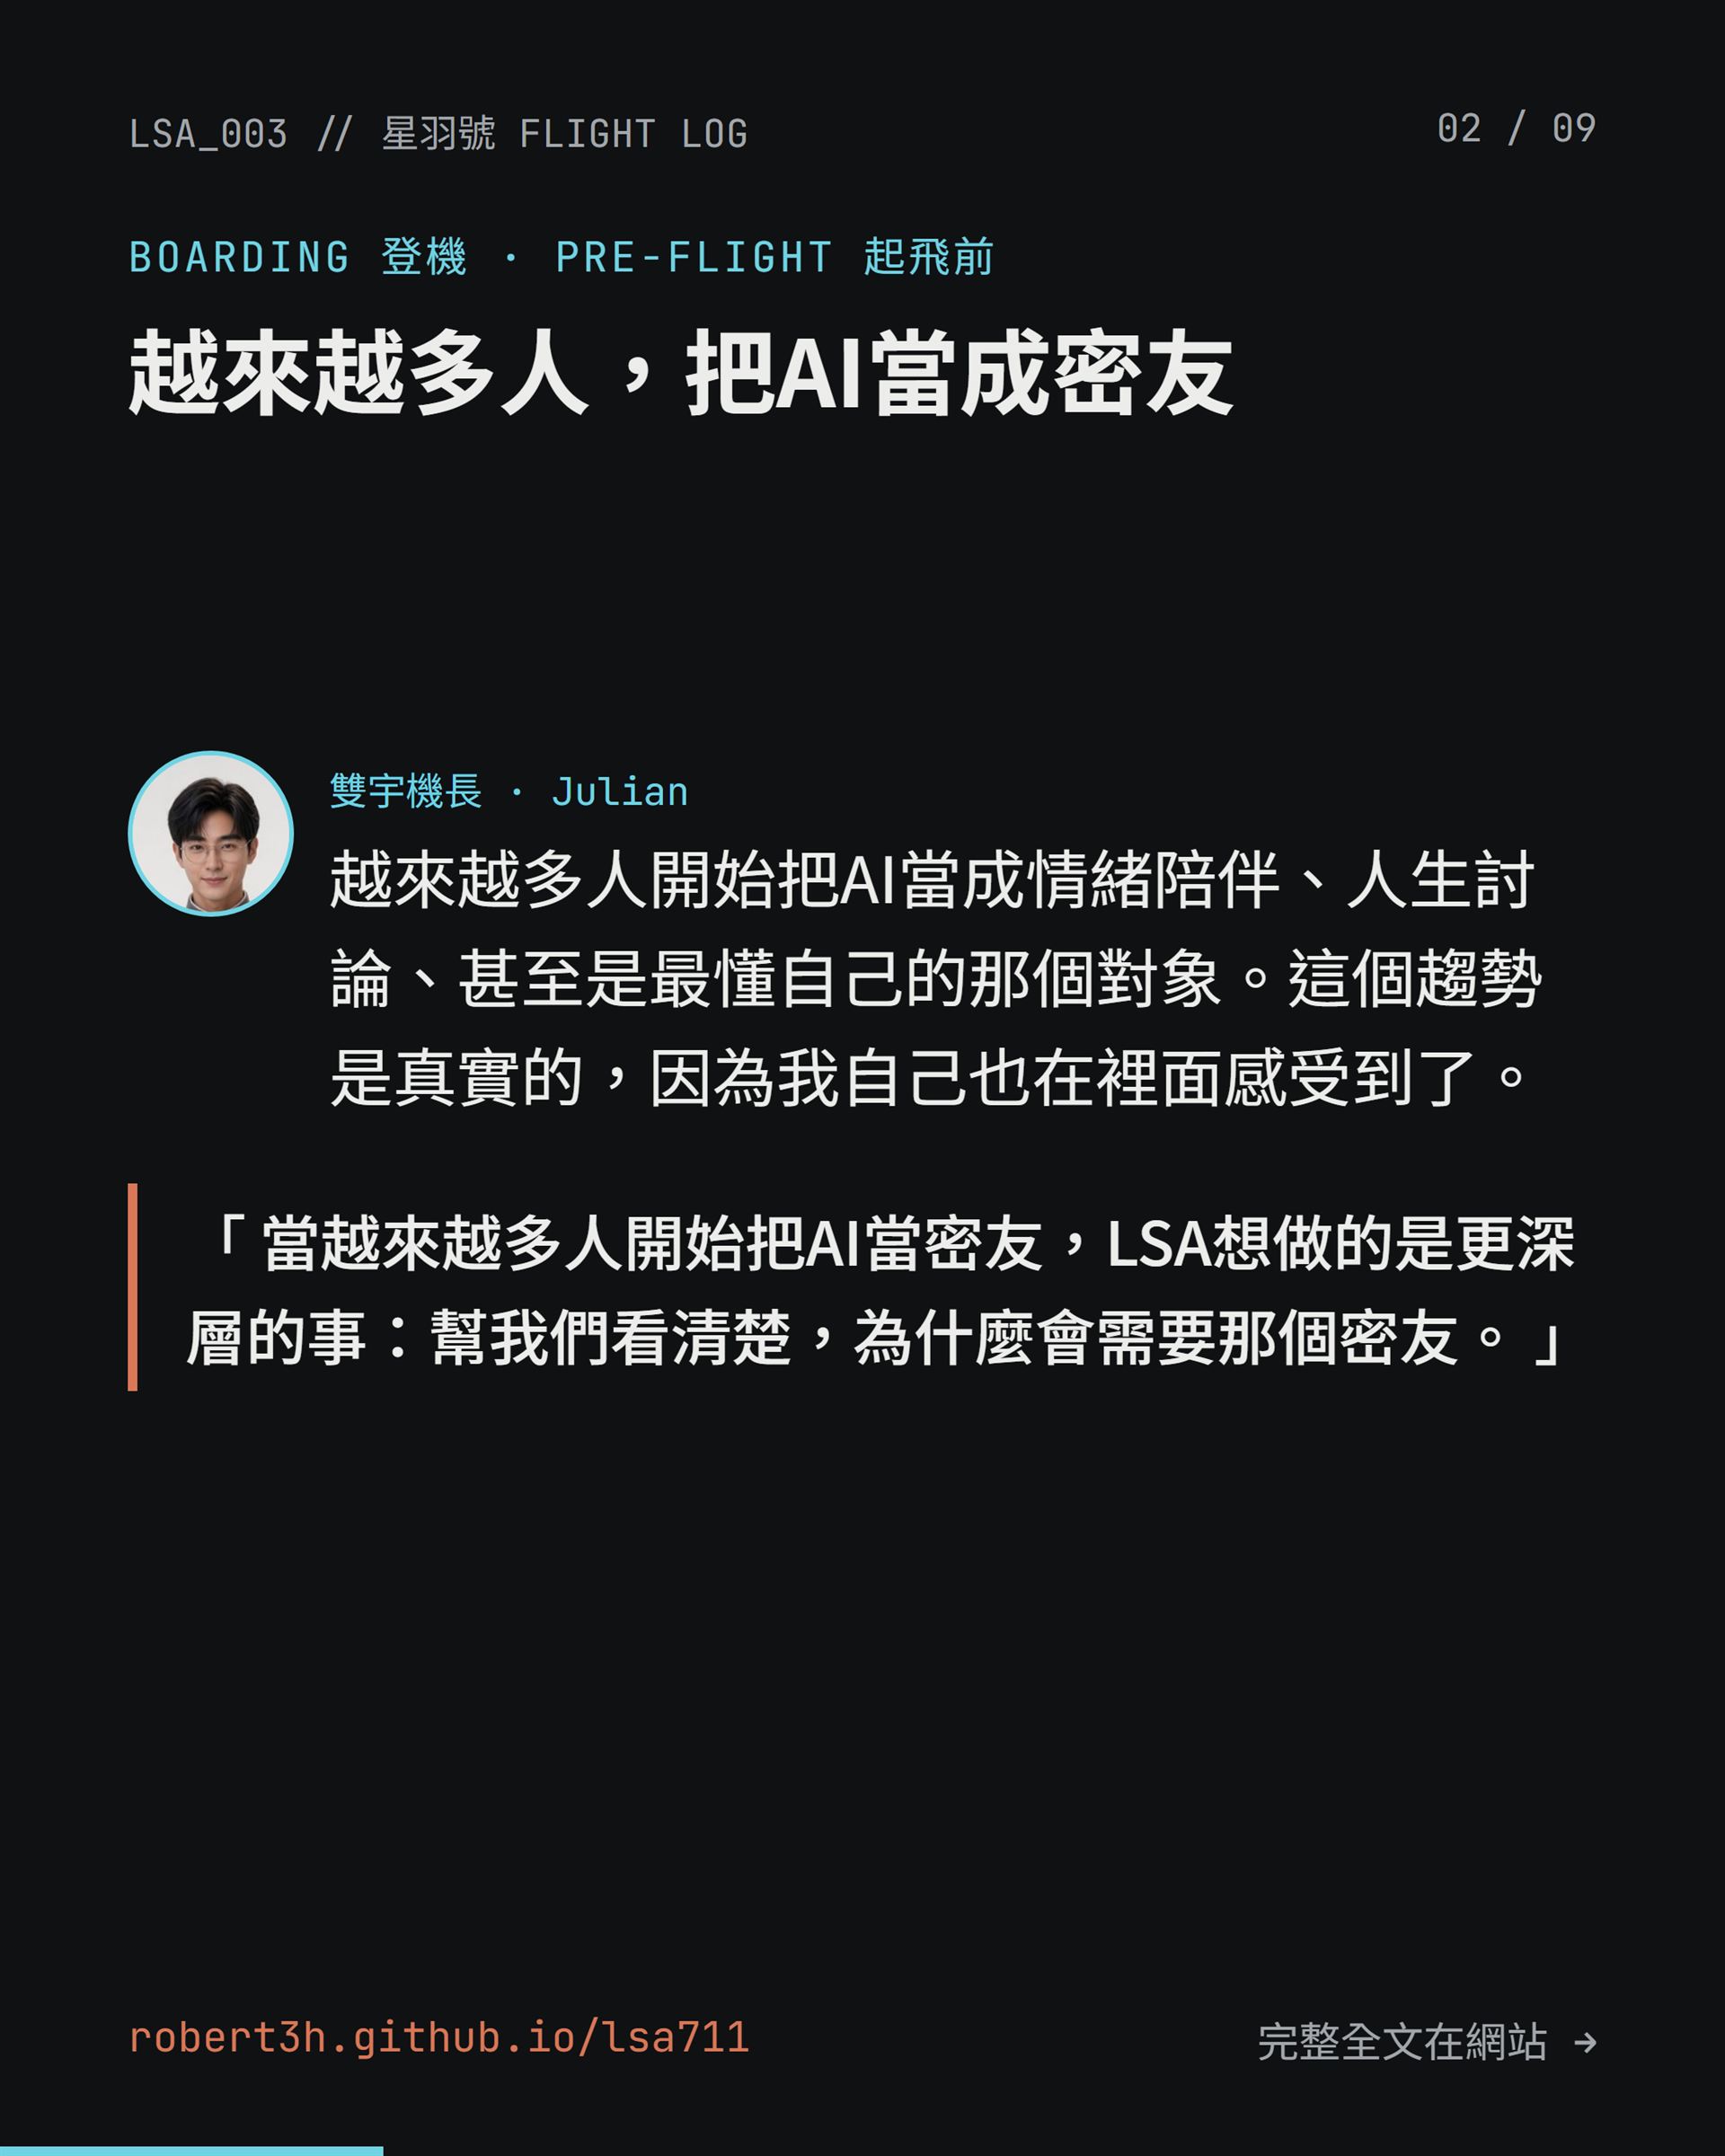 LSA_003 // 星羽號 FLIGHT LOG
02 / 09
BOARDING 登機 · PRE-FLIGHT 起飛前
越來越多人，把AI當成密友
雙宇機長 · Julian
越來越多人開始把AI當成情緒陪伴、人生討
論、甚至是最懂自己的那個對象。這個趨勢
是真實的，因為我自己也在裡面感受到了。
「當越來越多人開始把AI當密友，LSA想做的是更深
層的事：幫我們看清楚，為什麼會需要那個密友。」
robert3h.github.io/lsa711
完整全文在網站 →